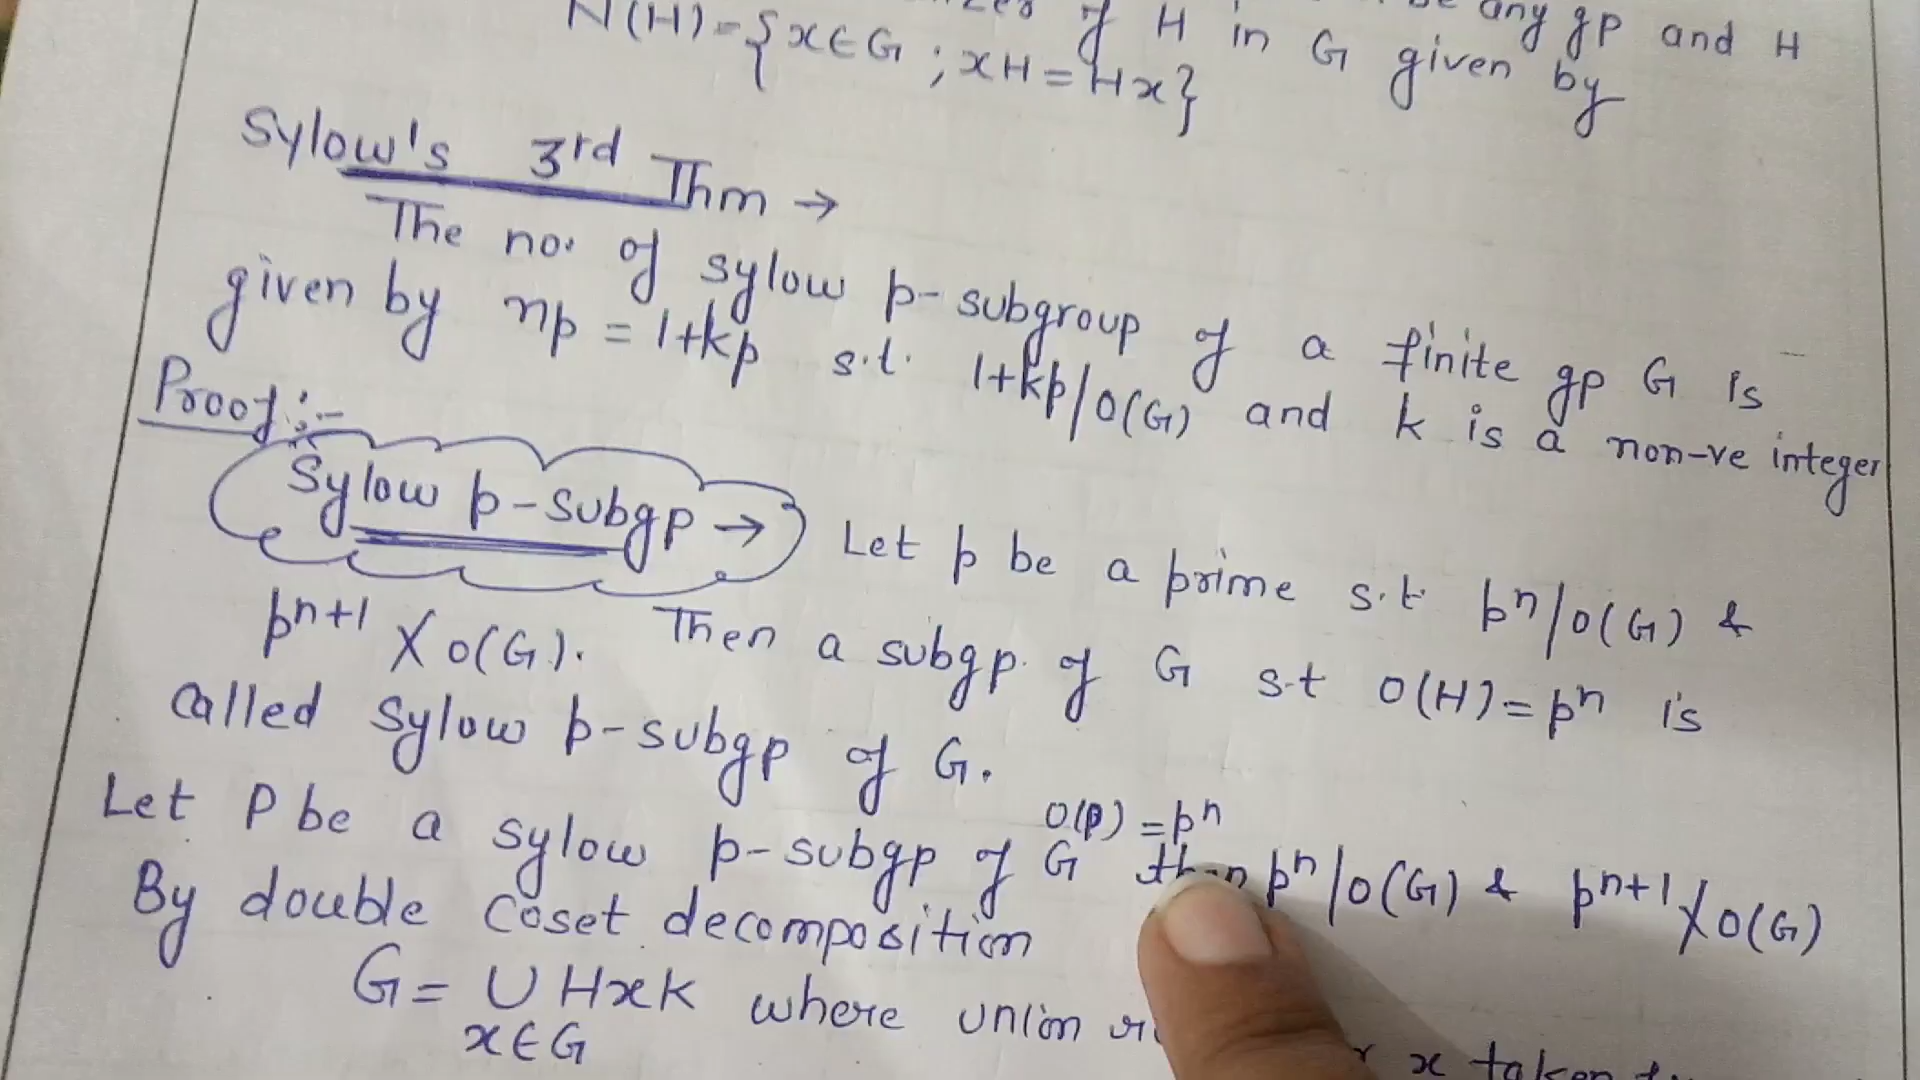 of H in G given by any gp and H
N(H)={x∈G ; xH=Hx}
Sylow's 3rd Thm →
The no. of sylow p-subgroup of a finite gp G is
given by np = 1+kp s.t. 1+kp/O(G) and k is a non-ve integer
Proof:-
Sylow p-subgp → Let p be a prime s.t pⁿ/O(G) &
pⁿ⁺¹ ∤ O(G). Then a subgp. of G s.t O(H)=pⁿ is
called sylow p-subgp of G.
O(P)=pⁿ
Let P be a sylow p-subgp of G then pⁿ/O(G) & pⁿ⁺¹∤O(G)
By double coset decomposition
G= ∪ HxK where union
x∈G
x taken